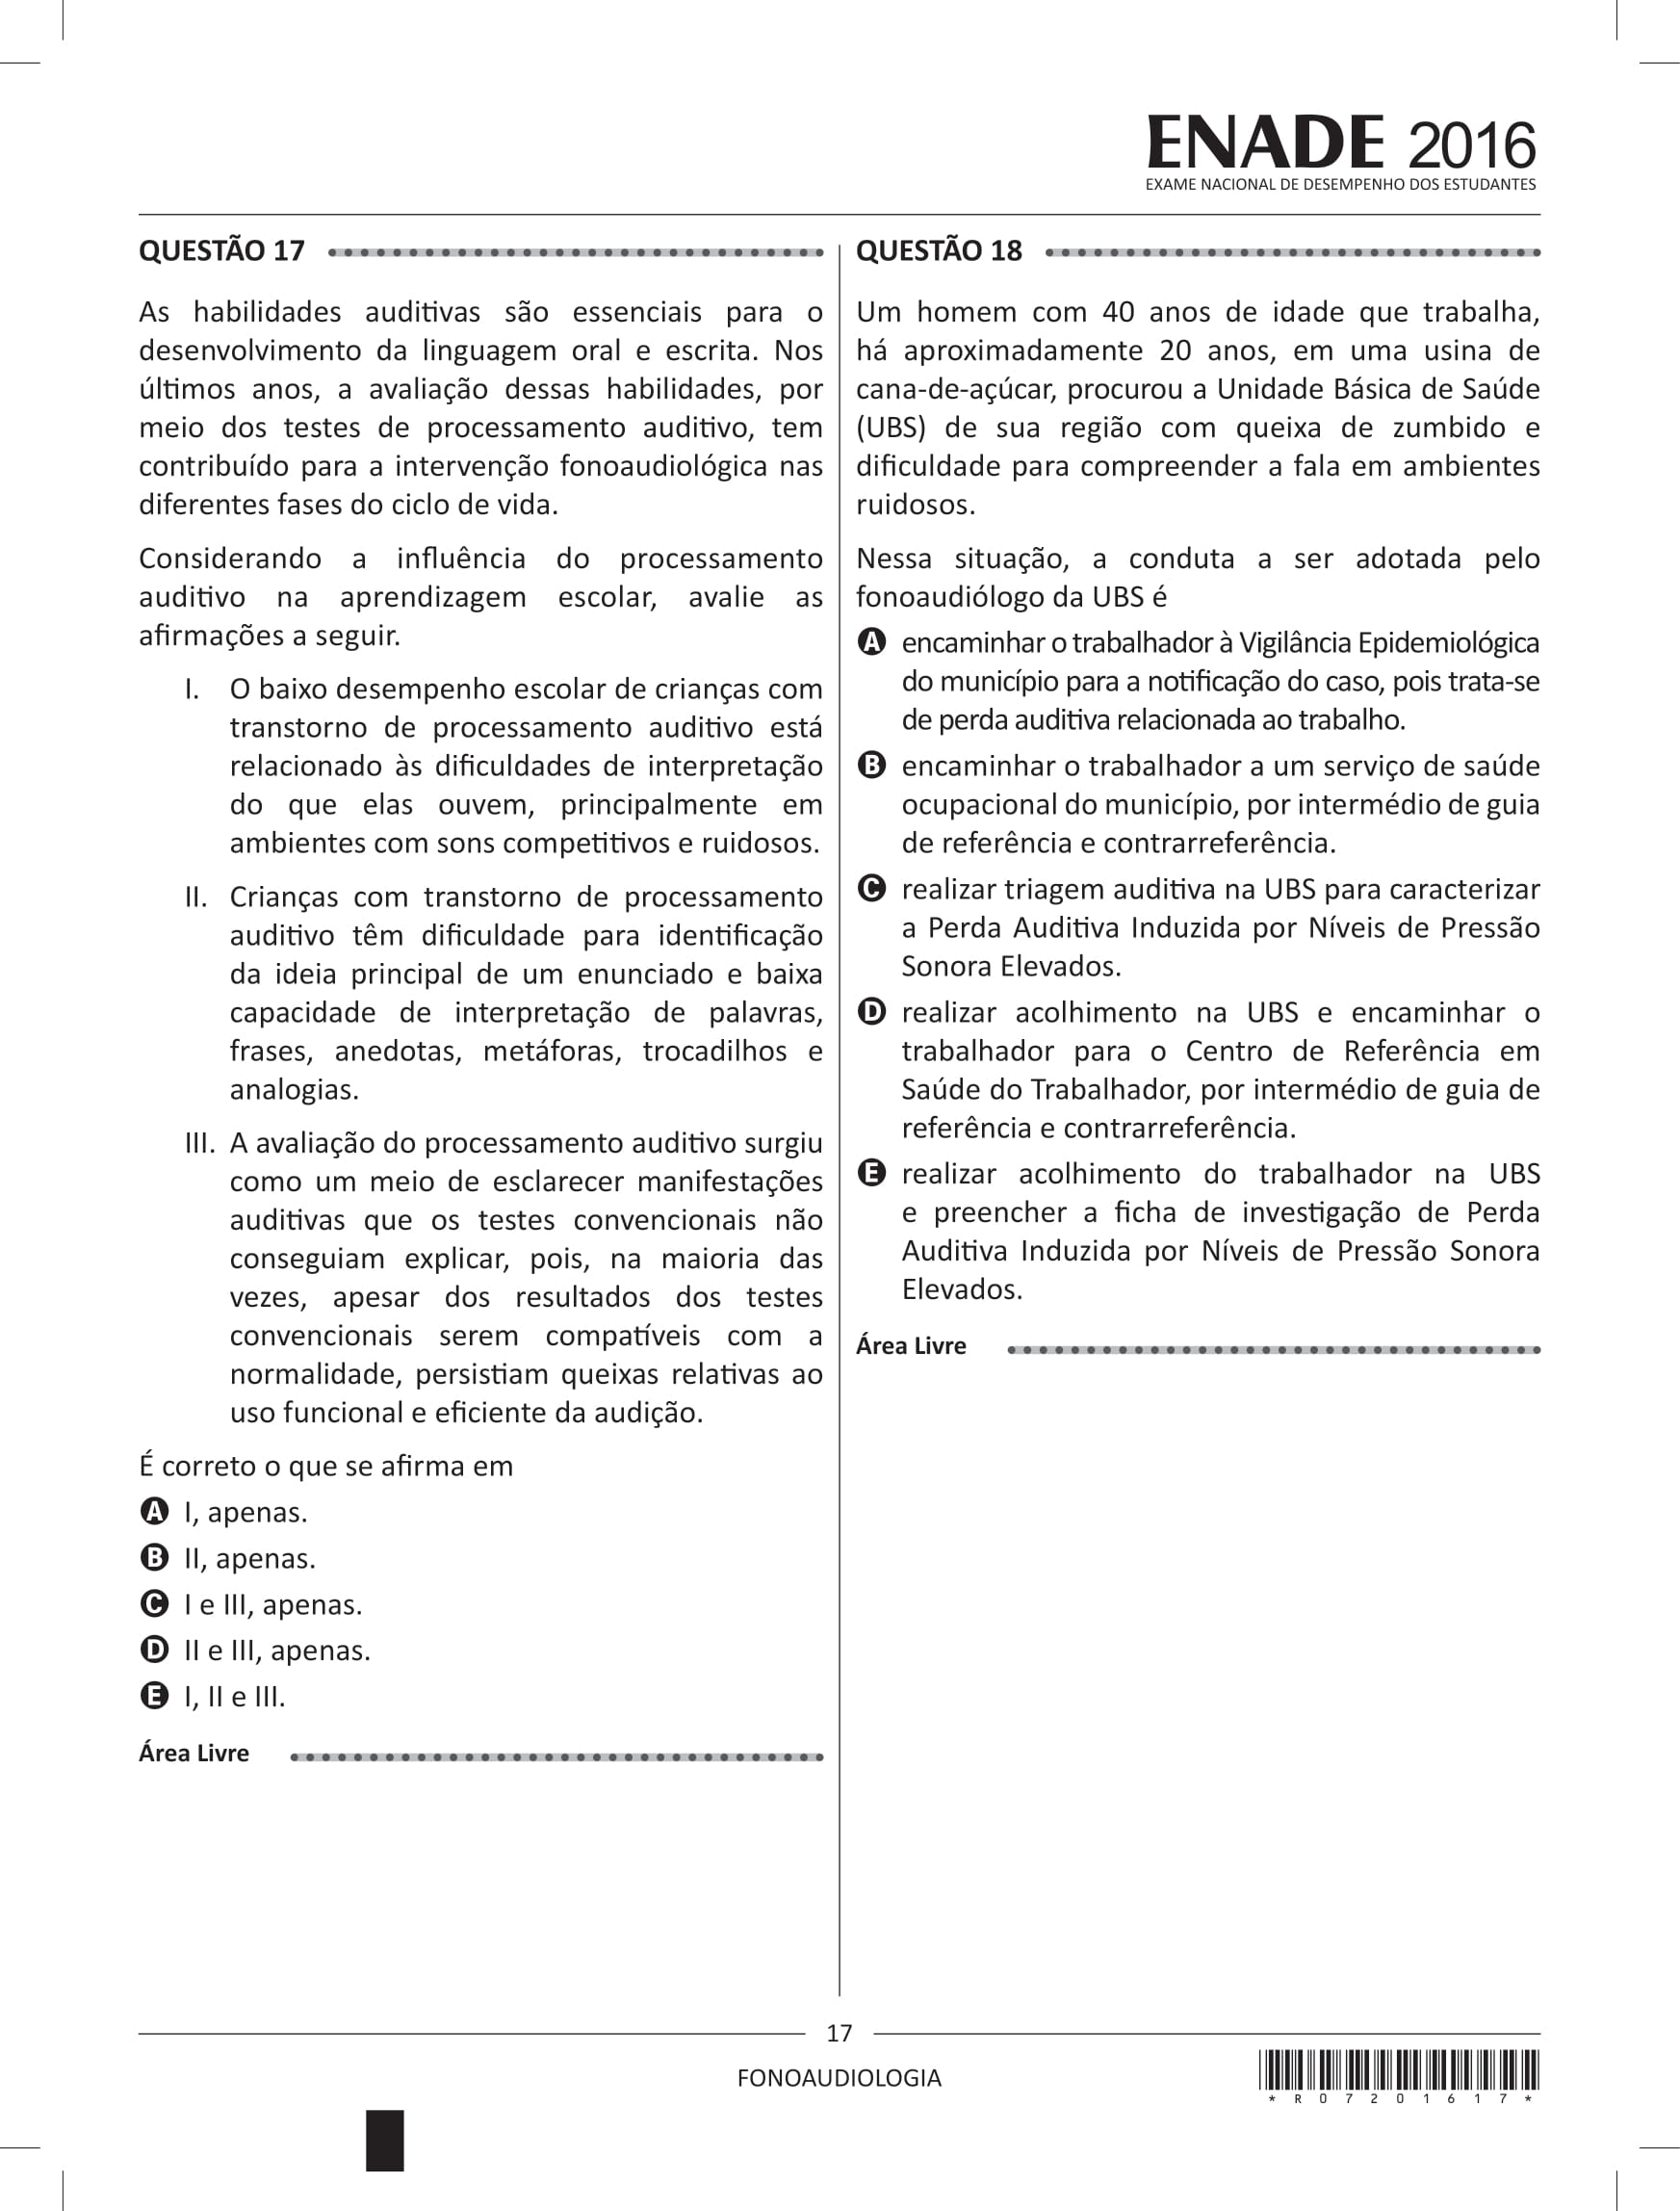 ENADE 2016
EXAME NACIONAL DE DESEMPENHO DOS ESTUDANTES
QUESTÃO 17
As habilidades auditivas são essenciais para o
desenvolvimento da linguagem oral e escrita. Nos
últimos anos, a avaliação dessas habilidades, por
meio dos testes de processamento auditivo, tem
contribuído para a intervenção fonoaudiológica nas
diferentes fases do ciclo de vida.
Considerando a influência do processamento
auditivo na aprendizagem escolar, avalie as
afirmações a seguir.
I. O baixo desempenho escolar de crianças com
transtorno de processamento auditivo está
relacionado às dificuldades de interpretação
do que elas ouvem, principalmente em
ambientes com sons competitivos e ruidosos.
II. Crianças com transtorno de processamento
auditivo têm dificuldade para identificação
da ideia principal de um enunciado e baixa
capacidade de interpretação de palavras,
frases, anedotas, metáforas, trocadilhos e
analogias.
III. A avaliação do processamento auditivo surgiu
como um meio de esclarecer manifestações
auditivas que os testes convencionais não
conseguiam explicar, pois, na maioria das
vezes, apesar dos resultados dos testes
convencionais serem compatíveis com a
normalidade, persistiam queixas relativas ao
uso funcional e eficiente da audição.
É correto o que se afirma em
A I, apenas.
B II, apenas.
C I e III, apenas.
D II e III, apenas.
E I, II e III.
Área Livre
QUESTÃO 18
Um homem com 40 anos de idade que trabalha,
há aproximadamente 20 anos, em uma usina de
cana-de-açúcar, procurou a Unidade Básica de Saúde
(UBS) de sua região com queixa de zumbido e
dificuldade para compreender a fala em ambientes
ruidosos.
Nessa situação, a conduta a ser adotada pelo
fonoaudiólogo da UBS é
A encaminhar o trabalhador à Vigilância Epidemiológica
do município para a notificação do caso, pois trata-se
de perda auditiva relacionada ao trabalho.
B encaminhar o trabalhador a um serviço de saúde
ocupacional do município, por intermédio de guia
de referência e contrarreferência.
C realizar triagem auditiva na UBS para caracterizar
a Perda Auditiva Induzida por Níveis de Pressão
Sonora Elevados.
D realizar acolhimento na UBS e encaminhar o
trabalhador para o Centro de Referência em
Saúde do Trabalhador, por intermédio de guia de
referência e contrarreferência.
E realizar acolhimento do trabalhador na UBS
e preencher a ficha de investigação de Perda
Auditiva Induzida por Níveis de Pressão Sonora
Elevados.
Área Livre
17
FONOAUDIOLOGIA
* R 0 7 2 0 1 6 1 7 *